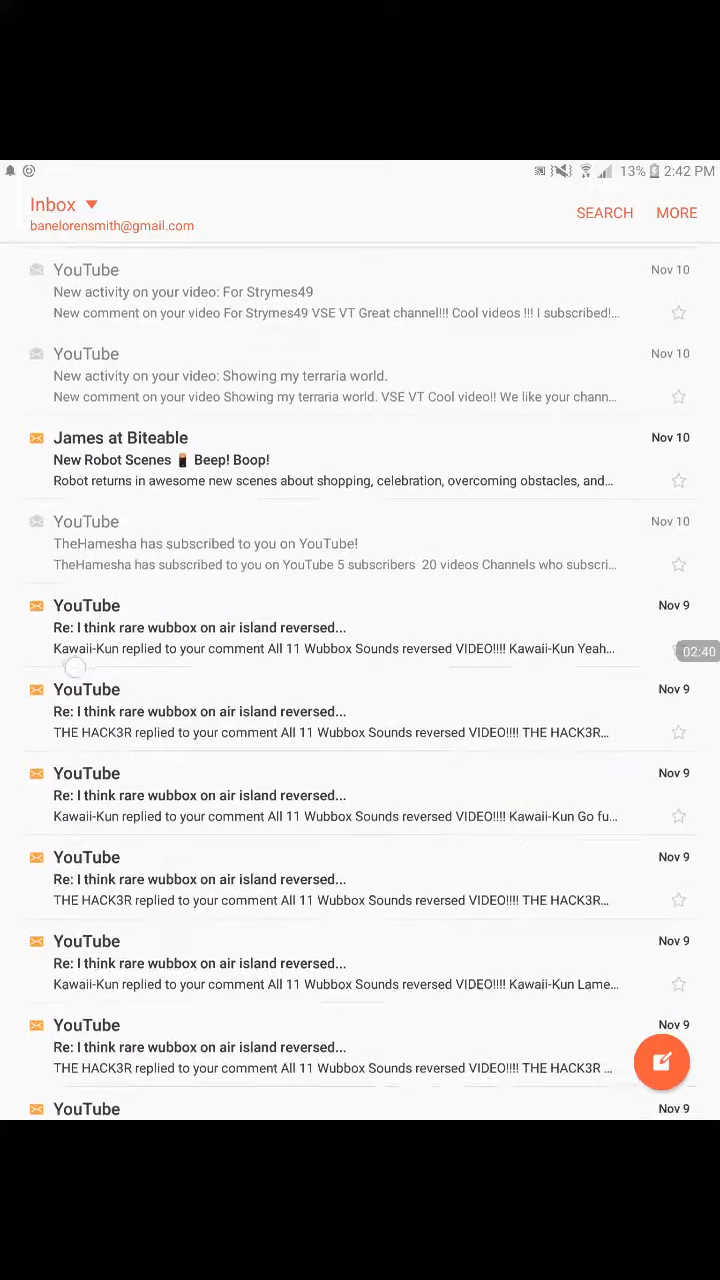 13% 2:42 PM
Inbox
banelorensmith@gmail.com
SEARCH MORE
YouTube Nov 10
New activity on your video: For Strymes49
New comment on your video For Strymes49 VSE VT Great channel!!! Cool videos !!! I subscribed!...
YouTube Nov 10
New activity on your video: Showing my terraria world.
New comment on your video Showing my terraria world. VSE VT Cool video!! We like your chann...
James at Biteable Nov 10
New Robot Scenes Beep! Boop!
Robot returns in awesome new scenes about shopping, celebration, overcoming obstacles, and...
YouTube Nov 10
TheHamesha has subscribed to you on YouTube!
TheHamesha has subscribed to you on YouTube 5 subscribers 20 videos Channels who subscri...
YouTube Nov 9
Re: I think rare wubbox on air island reversed...
Kawaii-Kun replied to your comment All 11 Wubbox Sounds reversed VIDEO!!!! Kawaii-Kun Yeah...
02:40
YouTube Nov 9
Re: I think rare wubbox on air island reversed...
THE HACK3R replied to your comment All 11 Wubbox Sounds reversed VIDEO!!!! THE HACK3R...
YouTube Nov 9
Re: I think rare wubbox on air island reversed...
Kawaii-Kun replied to your comment All 11 Wubbox Sounds reversed VIDEO!!!! Kawaii-Kun Go fu...
YouTube Nov 9
Re: I think rare wubbox on air island reversed...
THE HACK3R replied to your comment All 11 Wubbox Sounds reversed VIDEO!!!! THE HACK3R...
YouTube Nov 9
Re: I think rare wubbox on air island reversed...
Kawaii-Kun replied to your comment All 11 Wubbox Sounds reversed VIDEO!!!! Kawaii-Kun Lame...
YouTube Nov 9
Re: I think rare wubbox on air island reversed...
THE HACK3R replied to your comment All 11 Wubbox Sounds reversed VIDEO!!!! THE HACK3R ...
YouTube Nov 9